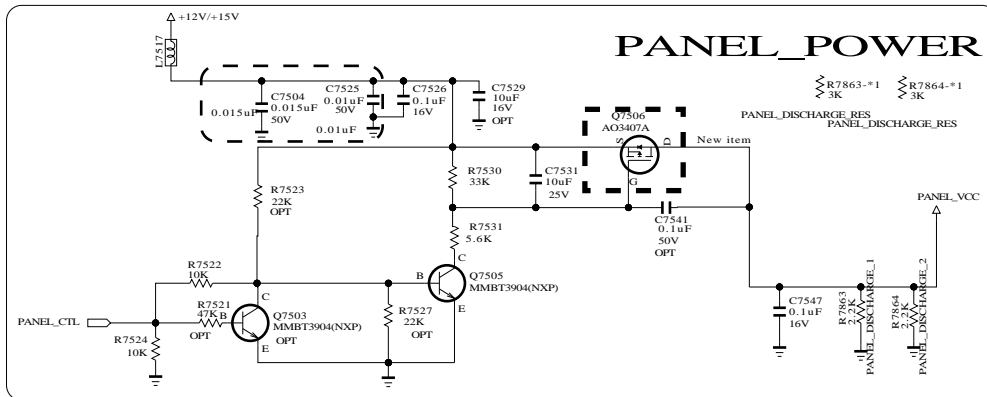 +12V/+15V
PANEL_POWER
L7517
C7504
0.015uF
50V
0.015uF
C7525
0.01uF
50V
0.01uF
C7526
0.1uF
16V
C7529
10uF
16V
OPT
Q7506
AO3407A
S
D
G
New item
R7863-*1
3K
R7864-*1
3K
PANEL_DISCHARGE_RES
PANEL_DISCHARGE_RES
R7523
22K
OPT
R7530
33K
C7531
10uF
25V
C7541
0.1uF
50V
OPT
PANEL_VCC
R7531
5.6K
R7522
10K
C
B
Q7505
MMBT3904(NXP)
E
R7521
47K
B
OPT
C
Q7503
MMBT3904(NXP)
OPT
E
R7527
22K
OPT
PANEL_CTL
R7524
10K
C7547
0.1uF
16V
R7863
2.2K
PANEL_DISCHARGE_1
R7864
2.2K
PANEL_DISCHARGE_2